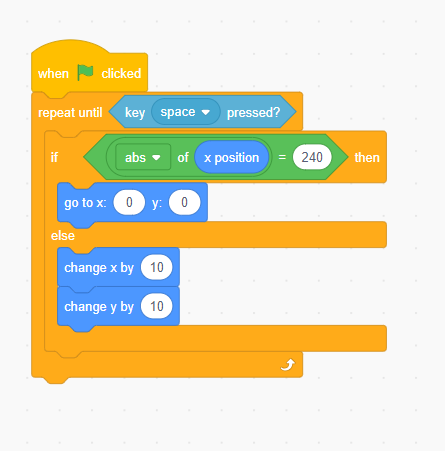 when clicked
repeat until key space pressed?
if abs of x position = 240 then
go to x: 0 y: 0
else
change x by 10
change y by 10